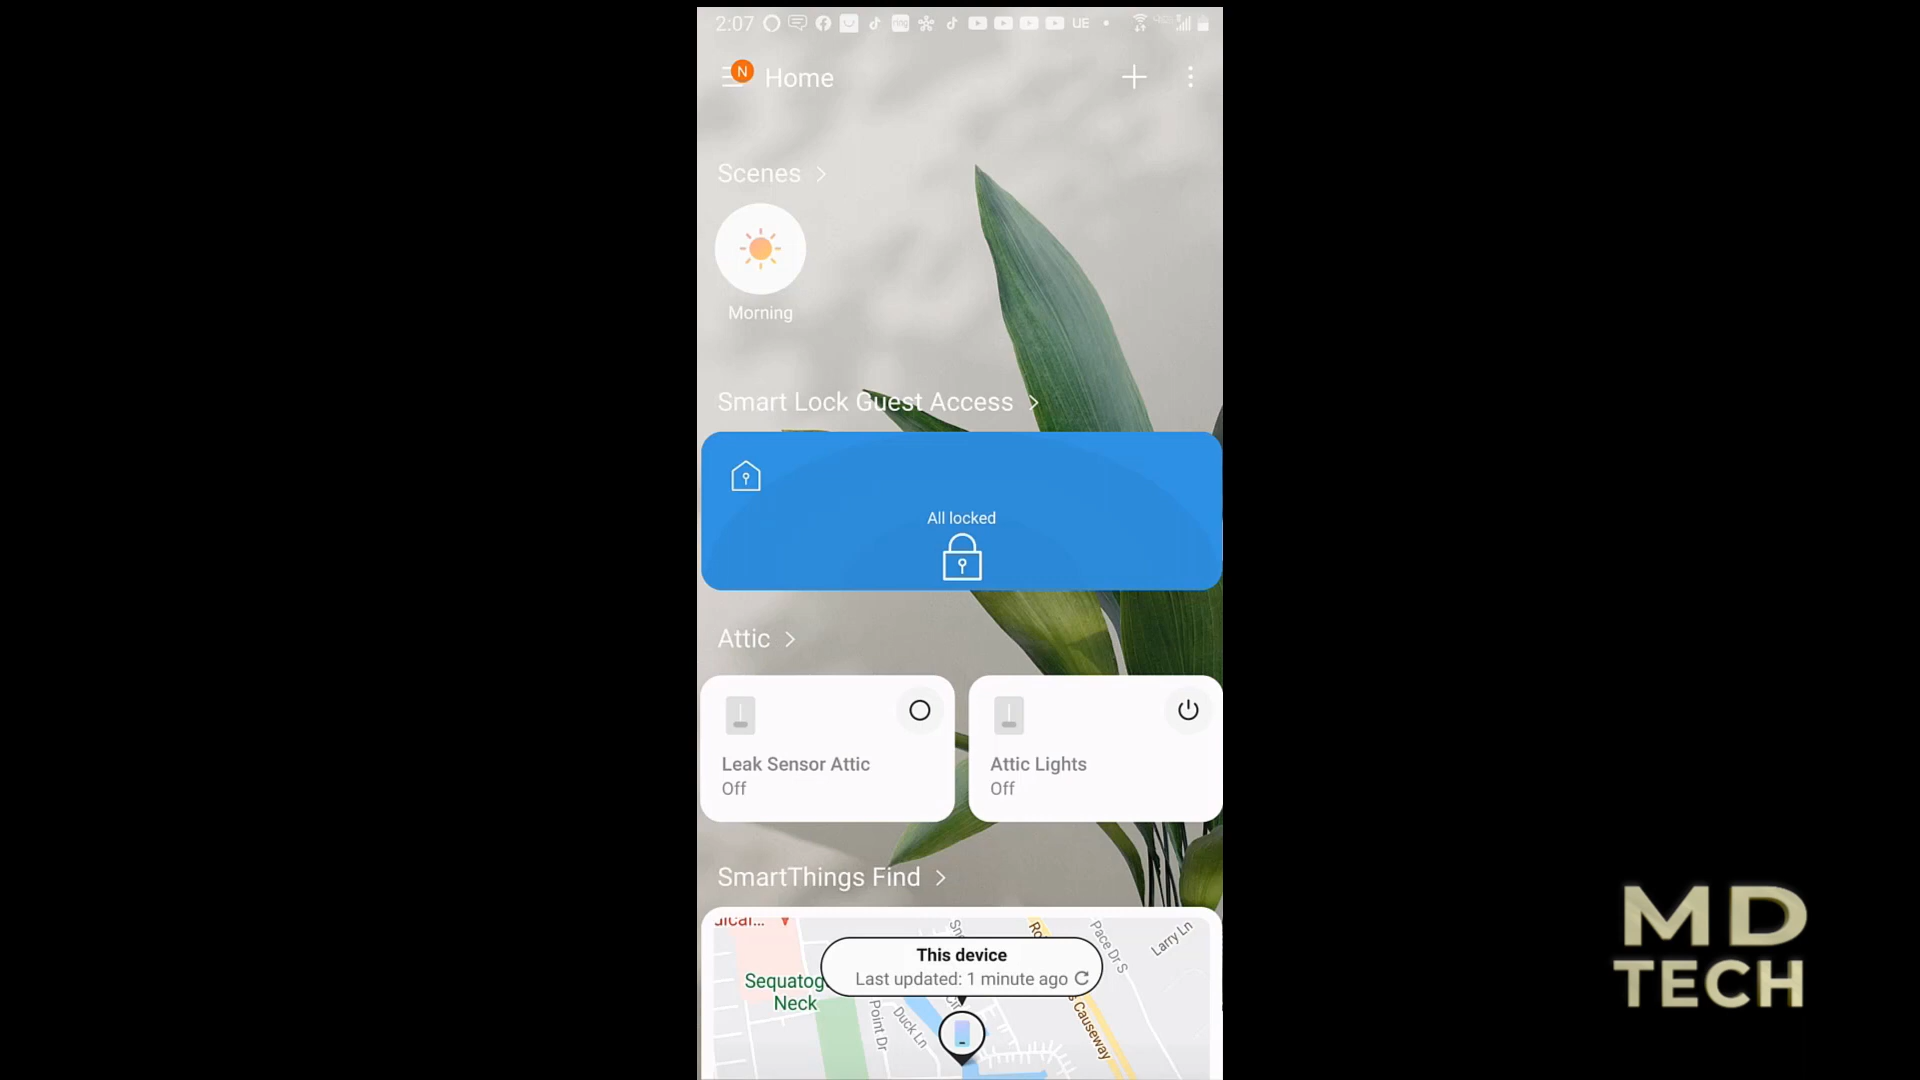 2:07
UE
N
Home
Scenes
Morning
Smart Lock Guest Access
All locked
Attic
Leak Sensor Attic
Off
Attic Lights
Off
SmartThings Find
This device
Last updated: 1 minute ago
Sequatog
Neck
Point Dr
Duck Ln
Pace Dr S
Larry Ln
Causeway
MD
TECH